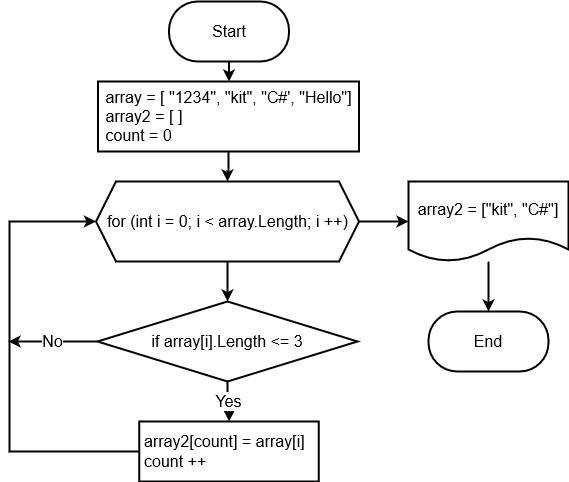 Start
array = [ "1234", "kit", "C#', "Hello"]
array2 = [ ]
count = 0
for (int i = 0; i < array.Length; i ++)
array2 = ["kit", "C#"]
if array[i].Length <= 3
No
End
Yes
array2[count] = array[i]
count ++